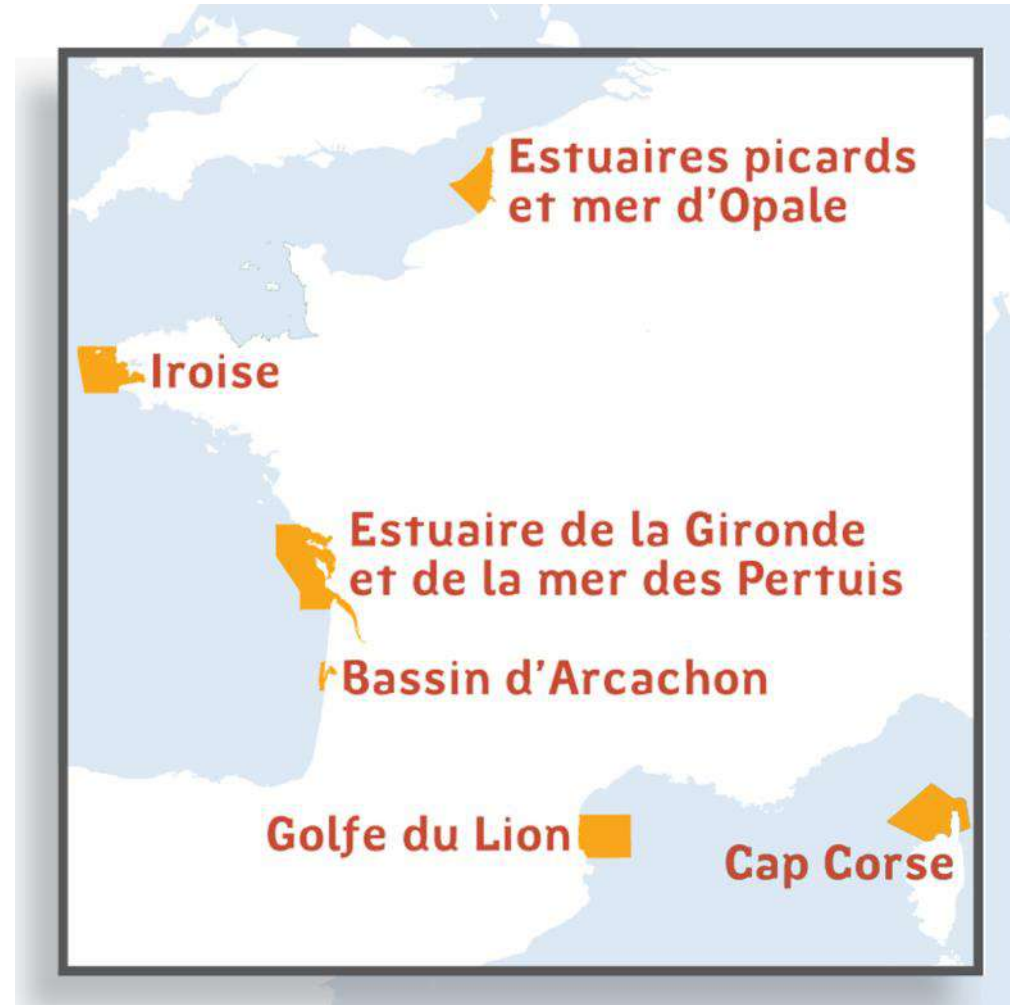 Estuaires picards
et mer d'Opale
Iroise
Estuaire de la Gironde
et de la mer des Pertuis
Bassin d'Arcachon
Golfe du Lion
Cap Corse